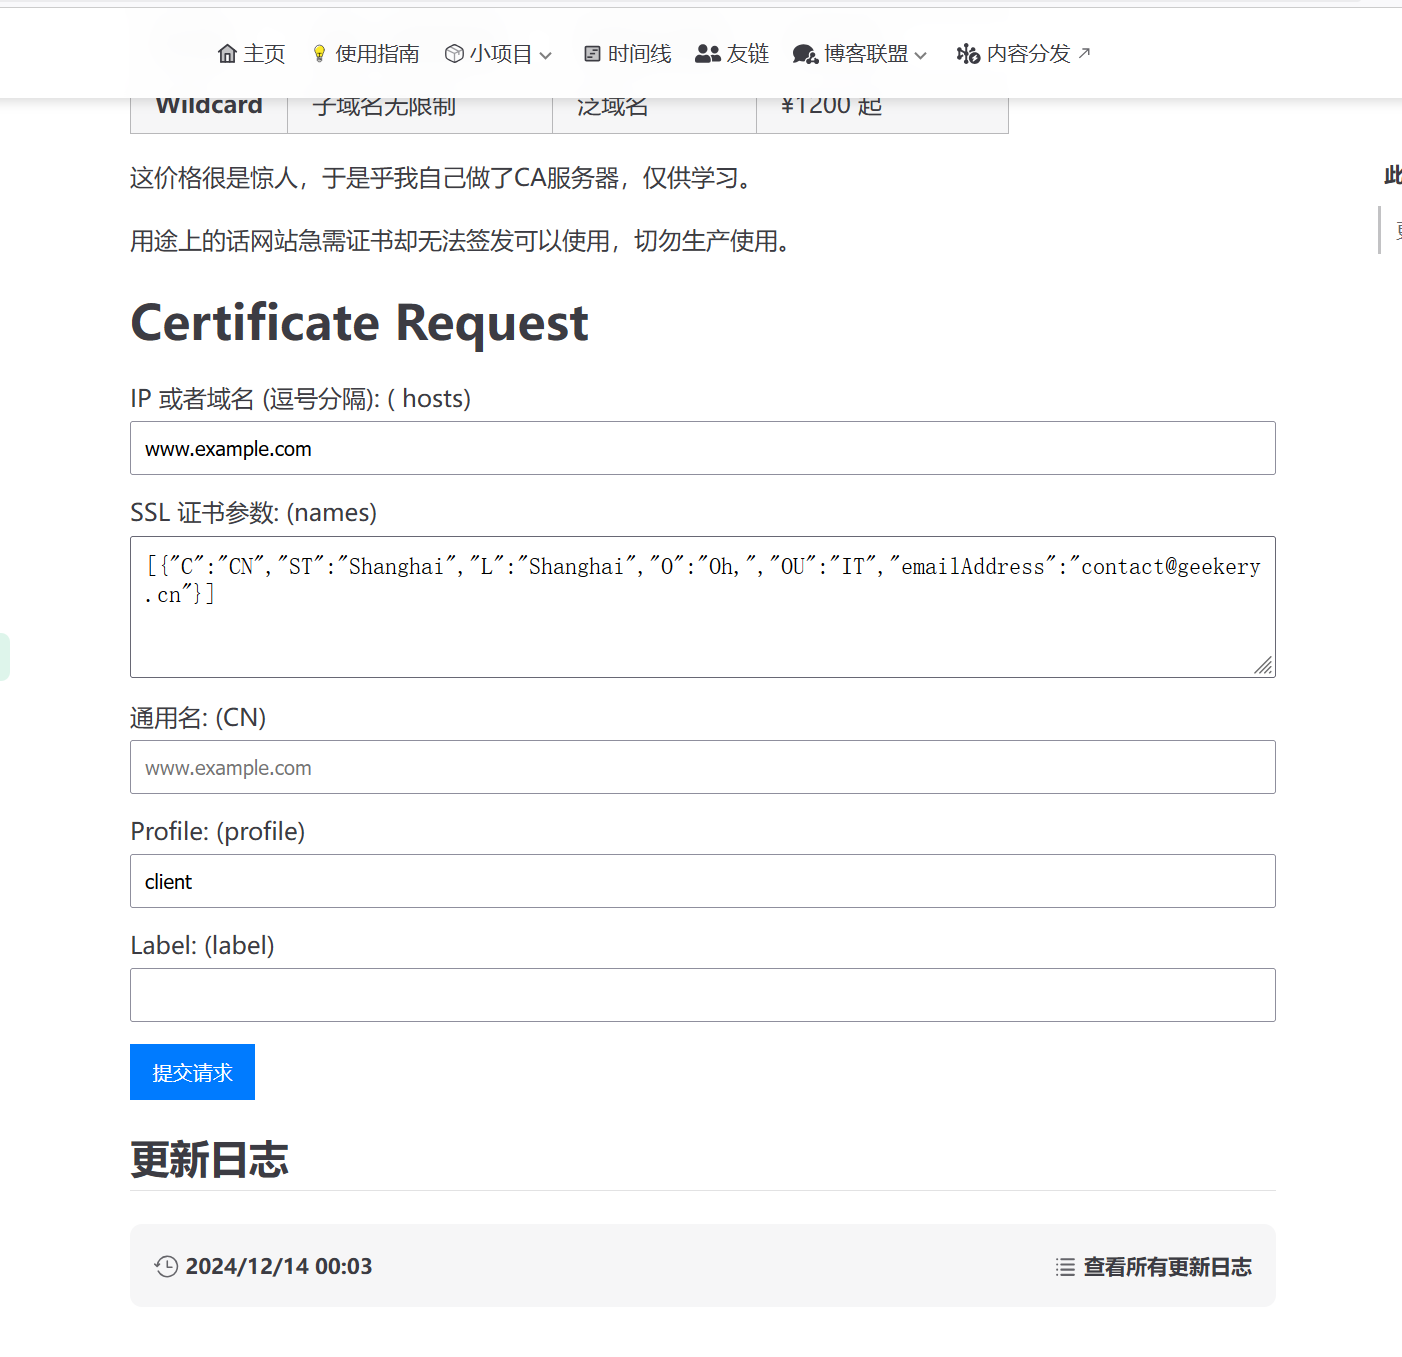 主页 使用指南 小项目 时间线 友链 博客联盟 内容分发
Wildcard 子域名无限制 泛域名 ¥1200 起
这价格很是惊人，于是乎我自己做了CA服务器，仅供学习。
此
用途上的话网站急需证书却无法签发可以使用，切勿生产使用。
Certificate Request
IP 或者域名 (逗号分隔): ( hosts)
www.example.com
SSL 证书参数: (names)
[{"C":"CN","ST":"Shanghai","L":"Shanghai","O":"Oh,","OU":"IT","emailAddress":"contact@geekery
.cn"}]
通用名: (CN)
www.example.com
Profile: (profile)
client
Label: (label)
提交请求
更新日志
2024/12/14 00:03 查看所有更新日志